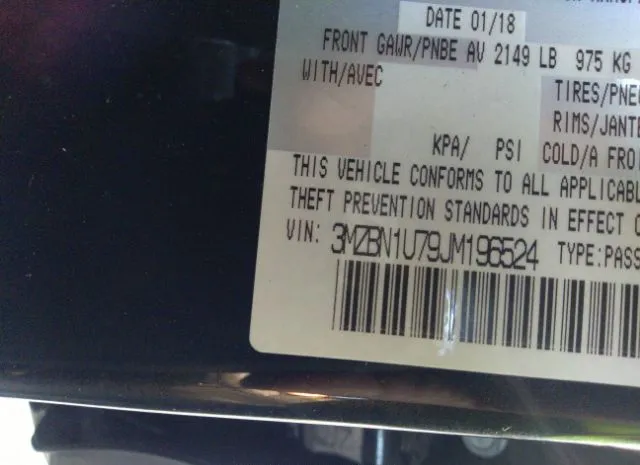 DATE 01/18
FRONT GAWR/PNBE AV 2149 LB 975 KG
WITH/AVEC
TIRES/PNE
RIMS/JANT
KPA/ PSI COLD/A FRO
THIS VEHICLE CONFORMS TO ALL APPLICABL
THEFT PREVENTION STANDARDS IN EFFECT O
VIN: 3MZBN1U79JM196524 TYPE:PASS